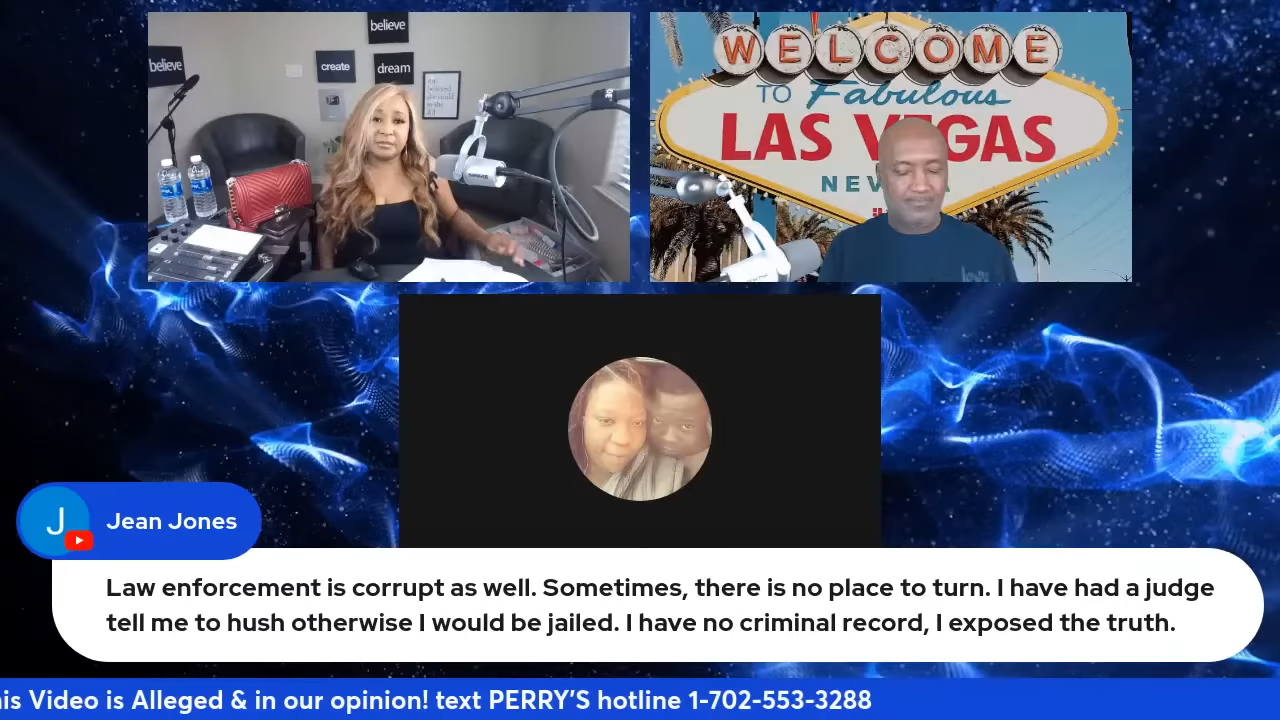 believe
believe
create
dream
WELCOME
TO Fabulous
LAS VEGAS
J
Jean Jones
Law enforcement is corrupt as well. Sometimes, there is no place to turn. I have had a judge
tell me to hush otherwise I would be jailed. I have no criminal record, I exposed the truth.
is Video is Alleged & in our opinion! text PERRY'S hotline 1-702-553-3288